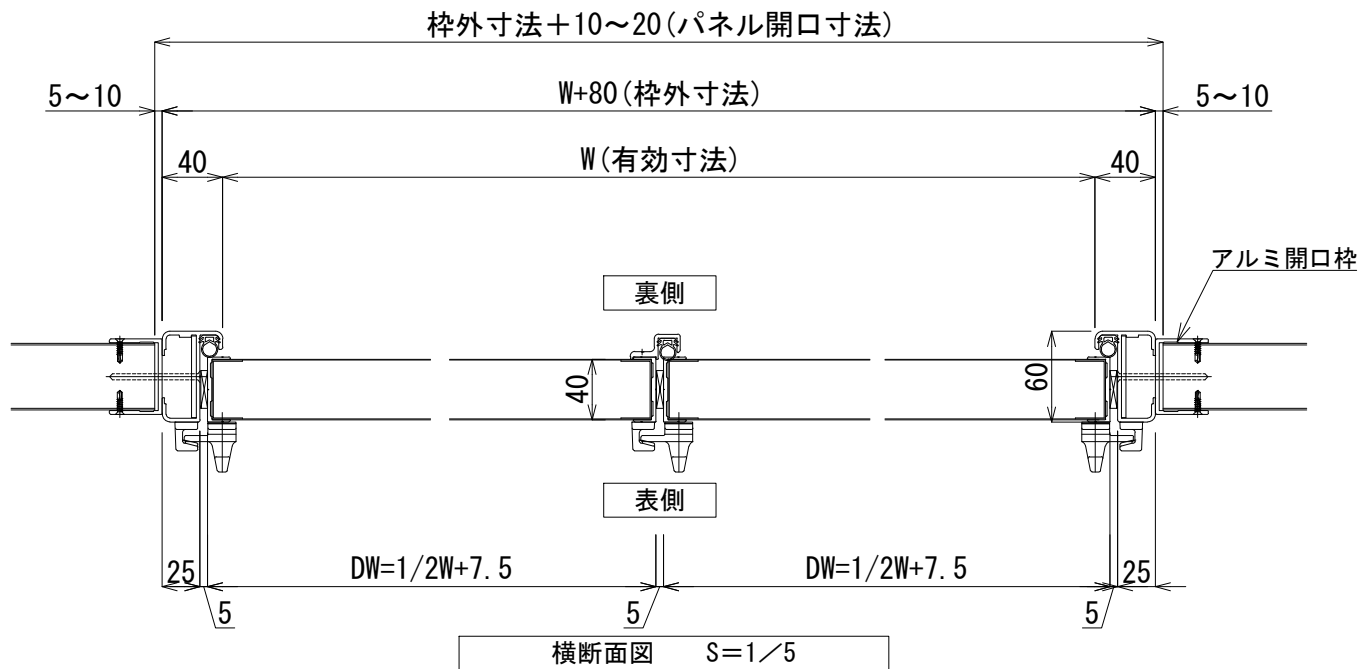 枠外寸法＋10〜20(パネル開口寸法)
5〜10
W+80(枠外寸法)
5〜10
40
W(有効寸法)
40
アルミ開口枠
裏側
40
60
表側
25
DW=1/2W+7.5
DW=1/2W+7.5
25
5
5
5
横断面図 S＝1／5